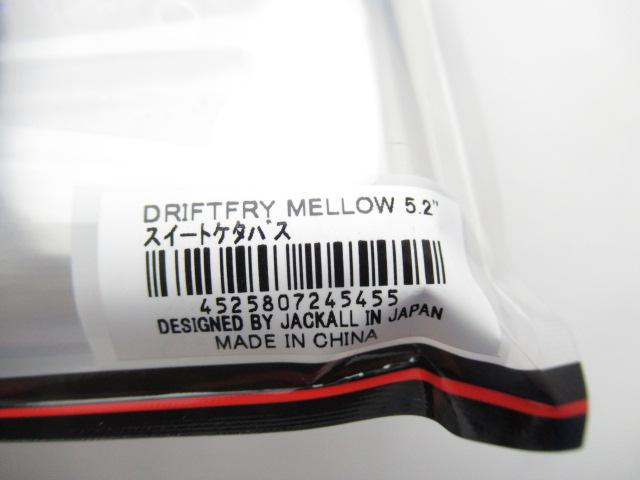 DRIFTFRY MELLOW 5.2"
スイートケタバス
4525807245455
DESIGNED BY JACKALL IN JAPAN
MADE IN CHINA